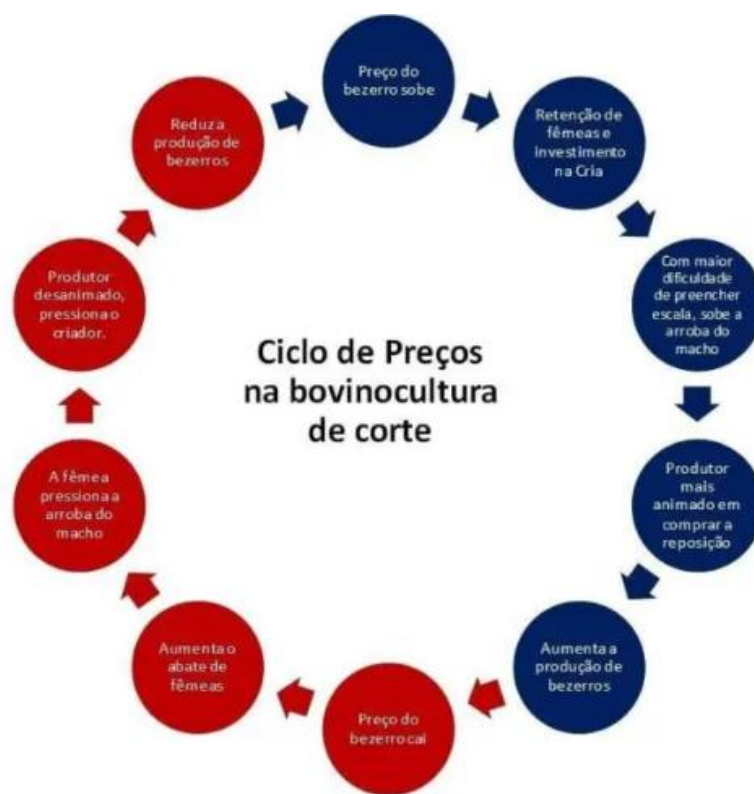 Preço do
bezerro sobe
Retenção de
fêmeas e
investimento
na Cria
Com maior
dificuldade
de preencher
escala, sobe a
arroba do
macho
Produtor
mais
animado em
comprar a
reposição
Aumenta a
produção de
bezerros
Preço do
bezerro cai
Aumenta o
abate de
fêmeas
A fêmea
pressiona a
arroba do
macho
Produtor
desanimado,
pressiona o
criador.
Reduz a
produção de
bezerros
Ciclo de Preços
na bovinocultura
de corte